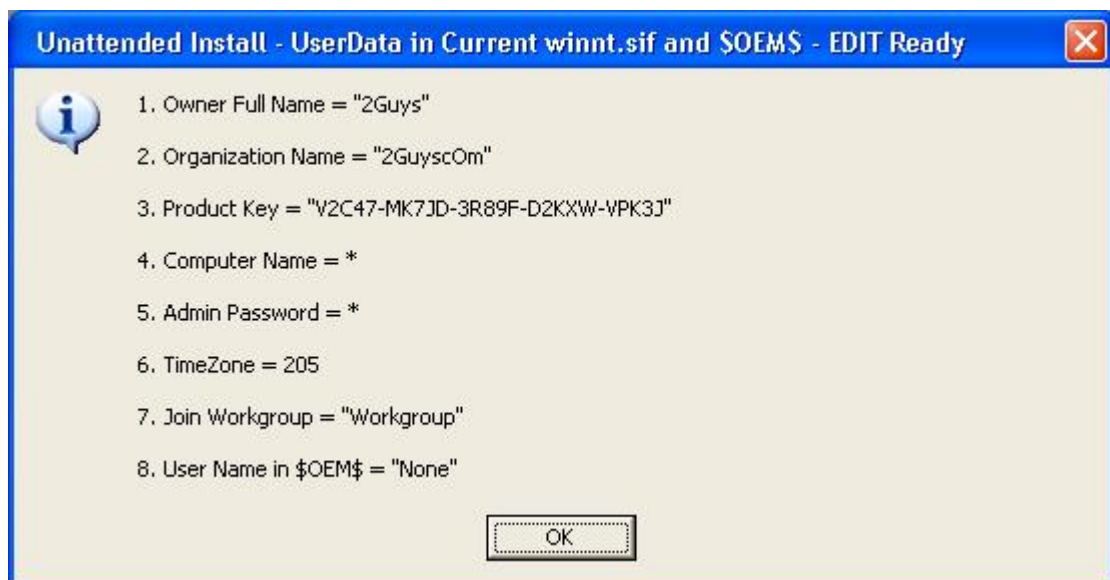 Unattended Install - UserData in Current winnt.sif and $OEM$ - EDIT Ready
1. Owner Full Name = "2Guys"
2. Organization Name = "2GuyscOm"
3. Product Key = "V2C47-MK7JD-3R89F-D2KXW-VPK3J"
4. Computer Name = *
5. Admin Password = *
6. TimeZone = 205
7. Join Workgroup = "Workgroup"
8. User Name in $OEM$ = "None"
OK